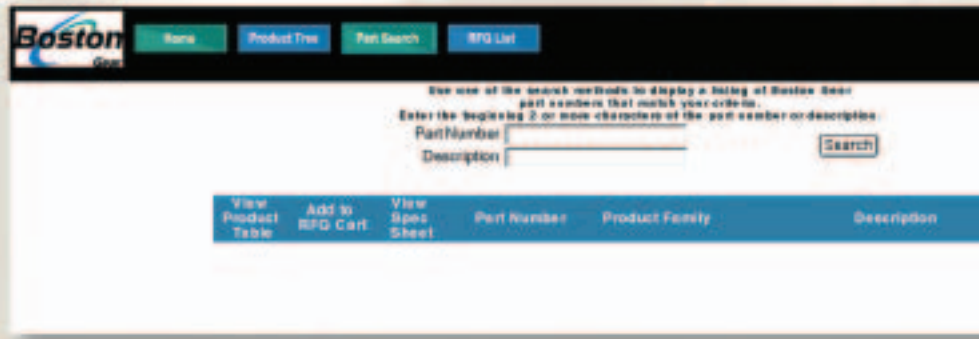 Boston
Gear
Home
Product Tree
Part Search
RFG List
Use one of the search methods to display a listing of Boston Gear
part numbers that match your criteria.
Enter the beginning 2 or more characters of the part number or description.
Part Number
Description
Search
View Product Table
Add to RFG Cart
View Spec Sheet
Part Number
Product Family
Description